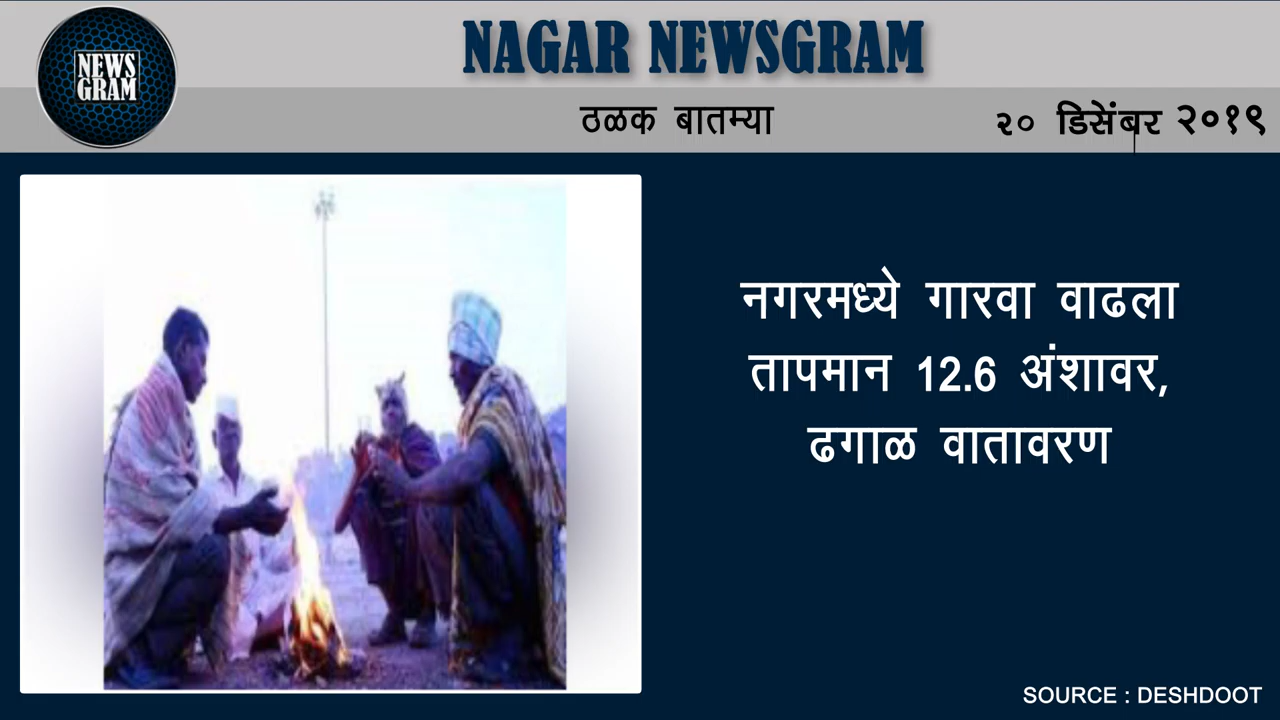 NEWS
GRAM
NAGAR NEWSGRAM
ठळक बातम्या
२० डिसेंबर २०१९
नगरमध्ये गारवा वाढला
तापमान 12.6 अंशावर,
ढगाळ वातावरण
SOURCE : DESHDOOT